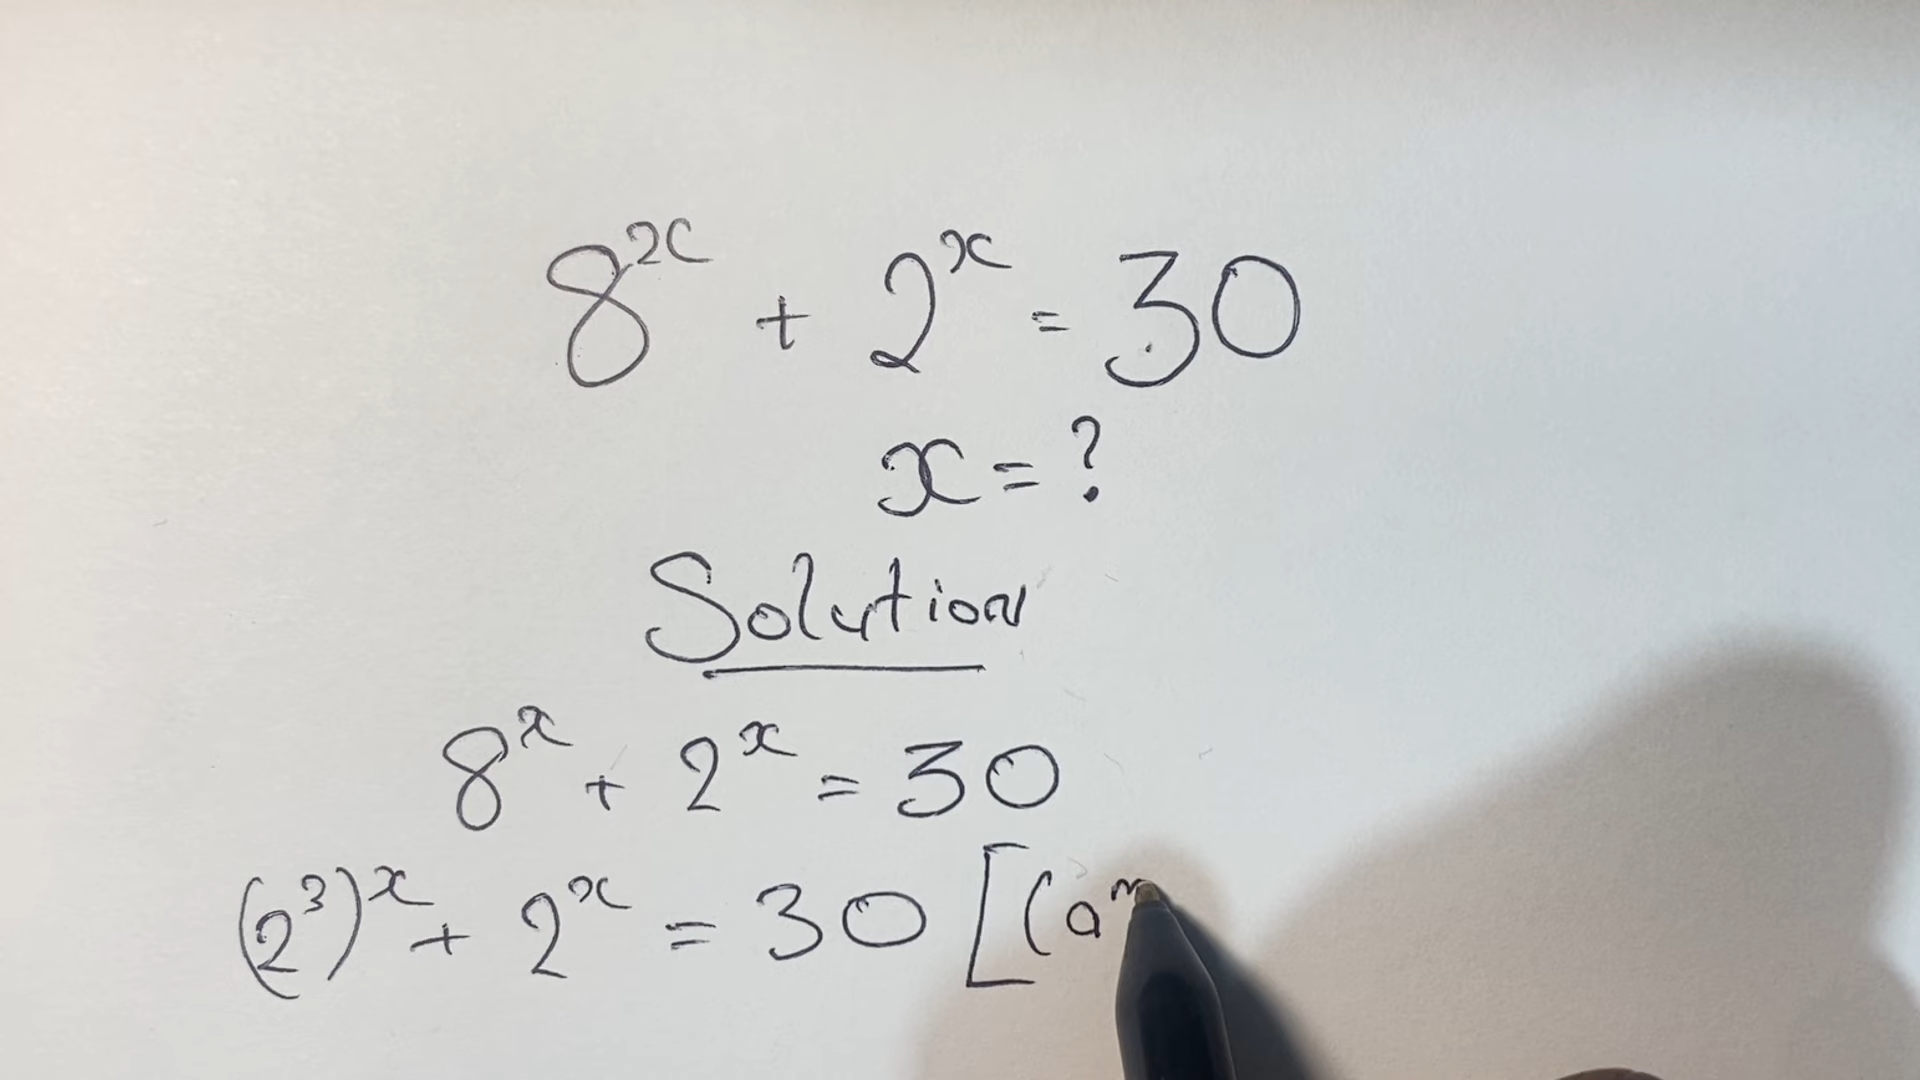 8^x + 2^x = 30
x = ?
Solution
8^x + 2^x = 30
(2^3)^x + 2^x = 30 [(a^m